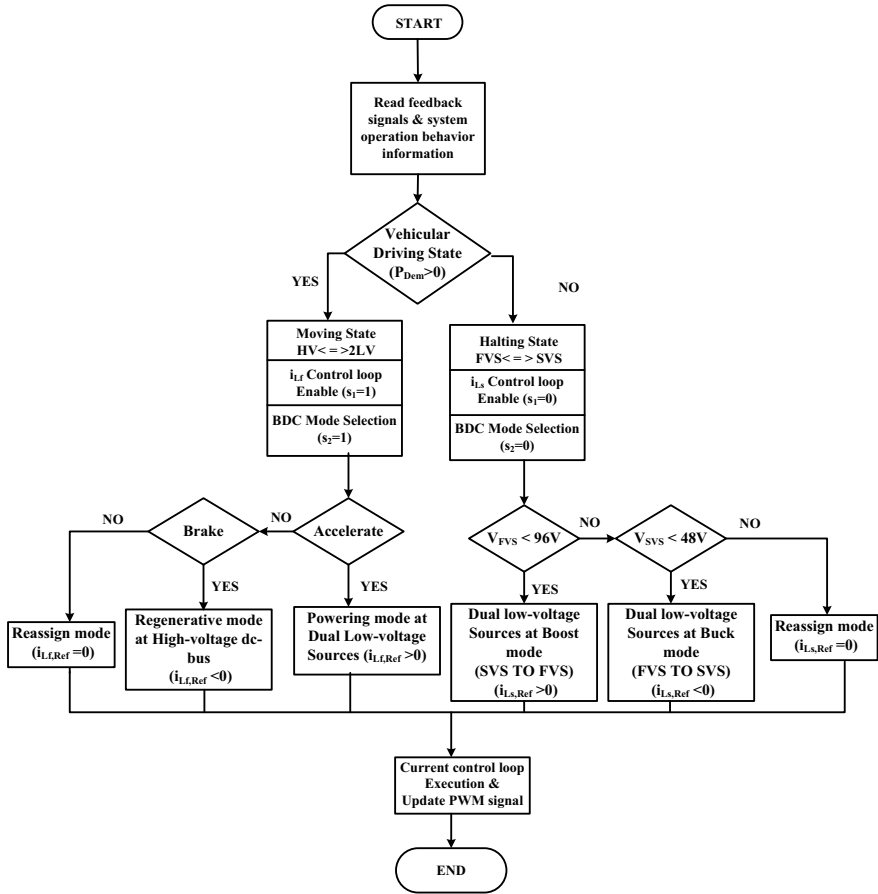 START
Read feedback
signals & system
operation behavior
information
Vehicular
Driving State
(P_Dem>0)
YES
NO
Moving State
HV< = >2LV
i_Lf Control loop
Enable (s_1=1)
BDC Mode Selection
(s_2=1)
Halting State
FVS< = > SVS
i_Ls Control loop
Enable (s_1=0)
BDC Mode Selection
(s_2=0)
NO
Brake
NO
Accelerate
V_FVS < 96V
NO
V_SVS < 48V
NO
YES
YES
YES
YES
Reassign mode
(i_Lf,Ref =0)
Regenerative mode
at High-voltage dc-
bus
(i_Lf,Ref <0)
Powering mode at
Dual Low-voltage
Sources (i_Lf,Ref >0)
Dual low-voltage
Sources at Boost
mode
(SVS TO FVS)
(i_Ls,Ref >0)
Dual low-voltage
Sources at Buck
mode
(FVS TO SVS)
(i_Ls,Ref <0)
Reassign mode
(i_Ls,Ref =0)
Current control loop
Execution &
Update PWM signal
END